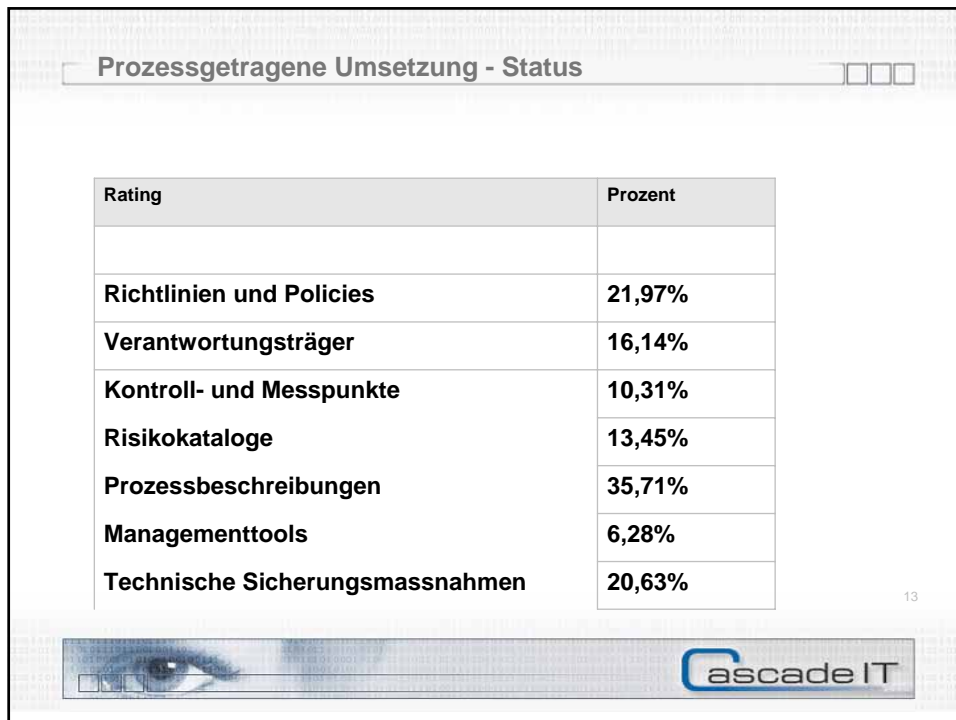 Prozessgetragene Umsetzung - Status
Rating Prozent
Richtlinien und Policies 21,97%
Verantwortungsträger 16,14%
Kontroll- und Messpunkte 10,31%
Risikokataloge 13,45%
Prozessbeschreibungen 35,71%
Managementtools 6,28%
Technische Sicherungsmassnahmen 20,63%
13
Cascade IT